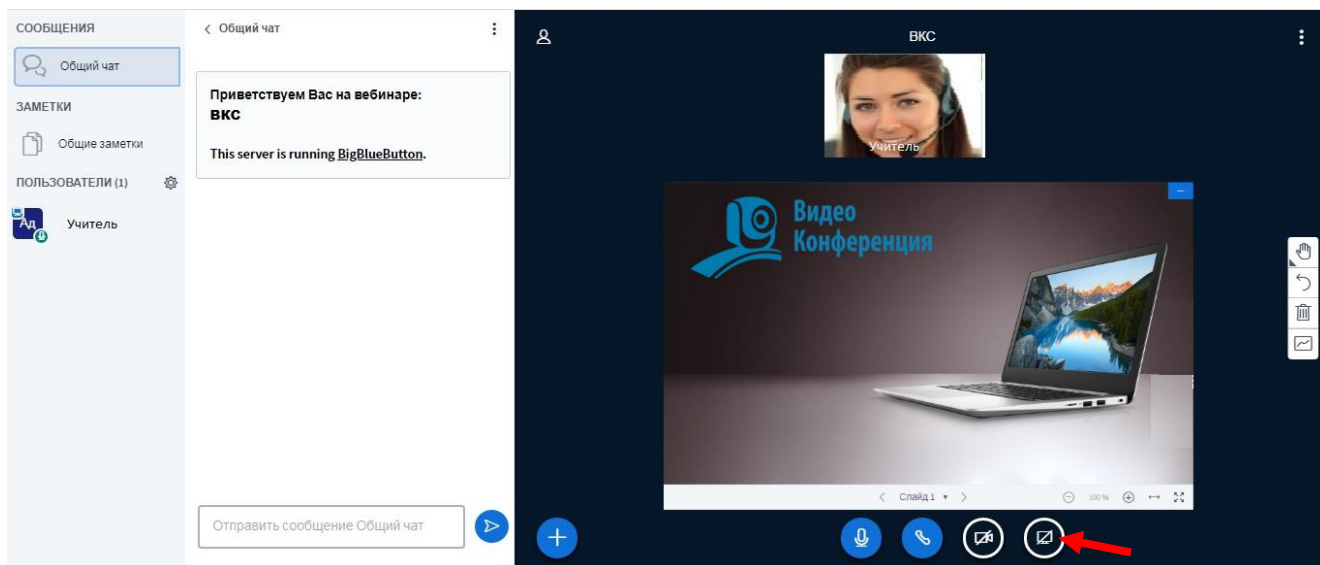 СООБЩЕНИЯ
Общий чат
ЗАМЕТКИ
Общие заметки
ПОЛЬЗОВАТЕЛИ (1)
Ад
Учитель
Общий чат
Приветствуем Вас на вебинаре:
ВКС
This server is running BigBlueButton.
Отправить сообщение Общий чат
ВКС
Учитель
Видео
Конференция
Слайд 1
100%